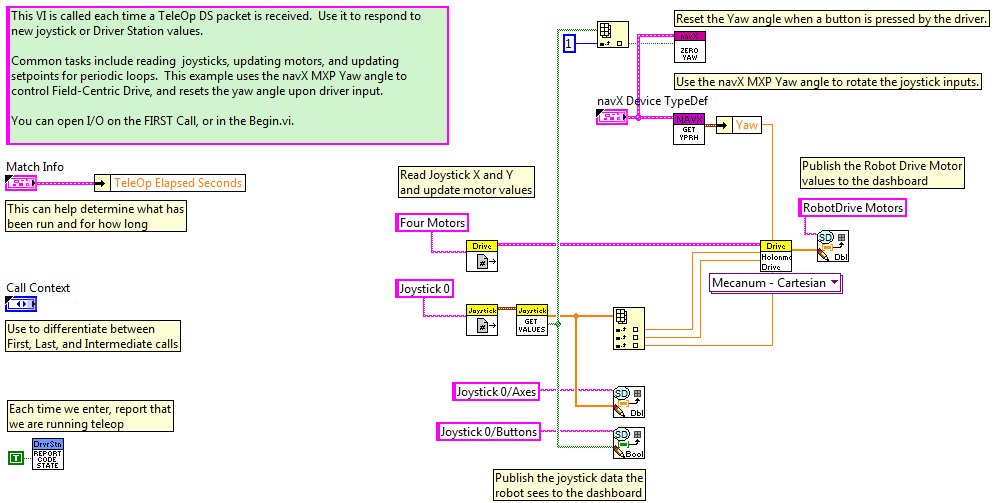 This VI is called each time a TeleOp DS packet is received.  Use it to respond to
new joystick or Driver Station values.
Common tasks include reading  joysticks, updating motors, and updating
setpoints for periodic loops.  This example uses the navX MXP Yaw angle to
control Field-Centric Drive, and resets the yaw angle upon driver input.
You can open I/O on the FIRST Call, or in the Begin.vi.
Reset the Yaw angle when a button is pressed by the driver.
1
navX
ZERO
YAW
Use the navX MXP Yaw angle to rotate the joystick inputs.
navX Device TypeDef
NAVX
GET
YPRH
Yaw
Match Info
TeleOp Elapsed Seconds
This can help determine what has
been run and for how long
Read Joystick X and Y
and update motor values
Publish the Robot Drive Motor
values to the dashboard
RobotDrive Motors
SD
Dbl
Four Motors
Drive
#
Drive
Holonmc
Drive
Mecanum - Cartesian
Call Context
Use to differentiate between
First, Last, and Intermediate calls
Joystick 0
Joystick
#
Joystick
GET
VALUES
Joystick 0/Axes
SD
Dbl
Joystick 0/Buttons
SD
Bool
Each time we enter, report that
we are running teleop
T
DrvrStn
REPORT
CODE
STATE
Publish the joystick data the
robot sees to the dashboard